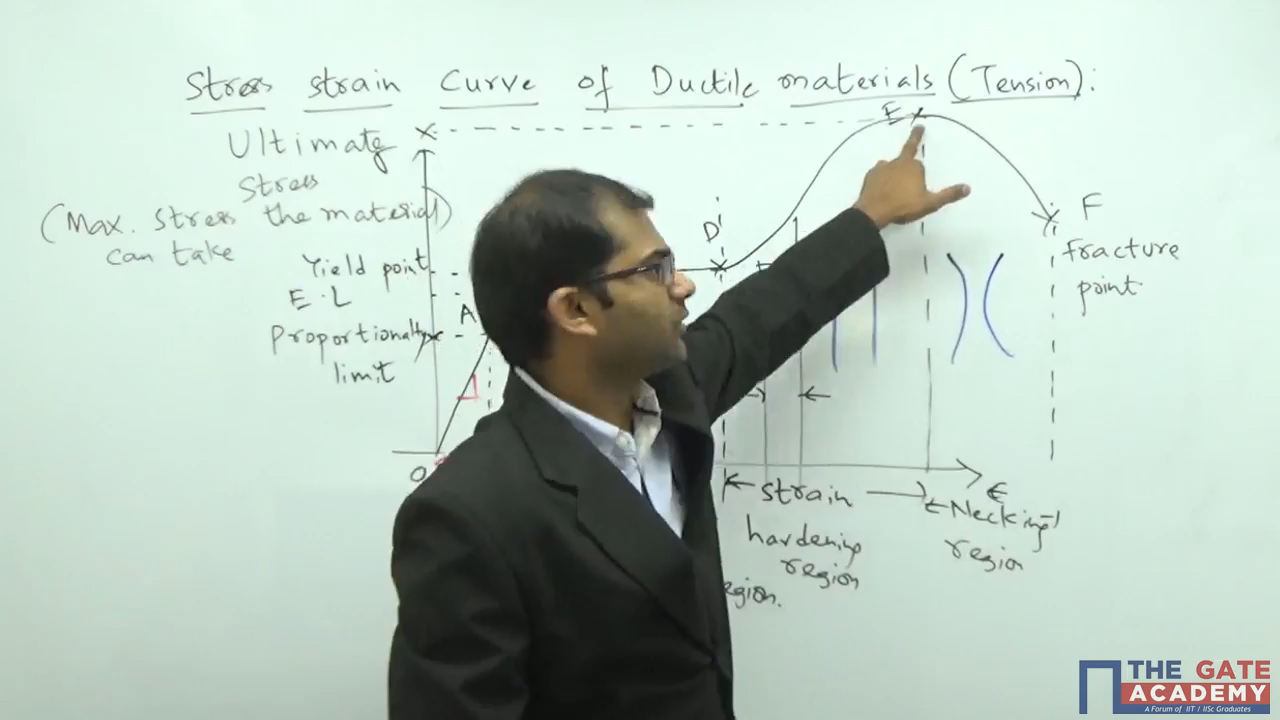 Stress strain Curve of Ductile materials (Tension):
Ultimate
Stress
(Max. stress the material)
can take
Yield point
E.L
proportionality
limit
A
O
D
E
F
fracture
point.
ε
strain
hardening
region
Necking
region
egion.
THE GATE
ACADEMY
A Forum of IIT / IISc Graduates